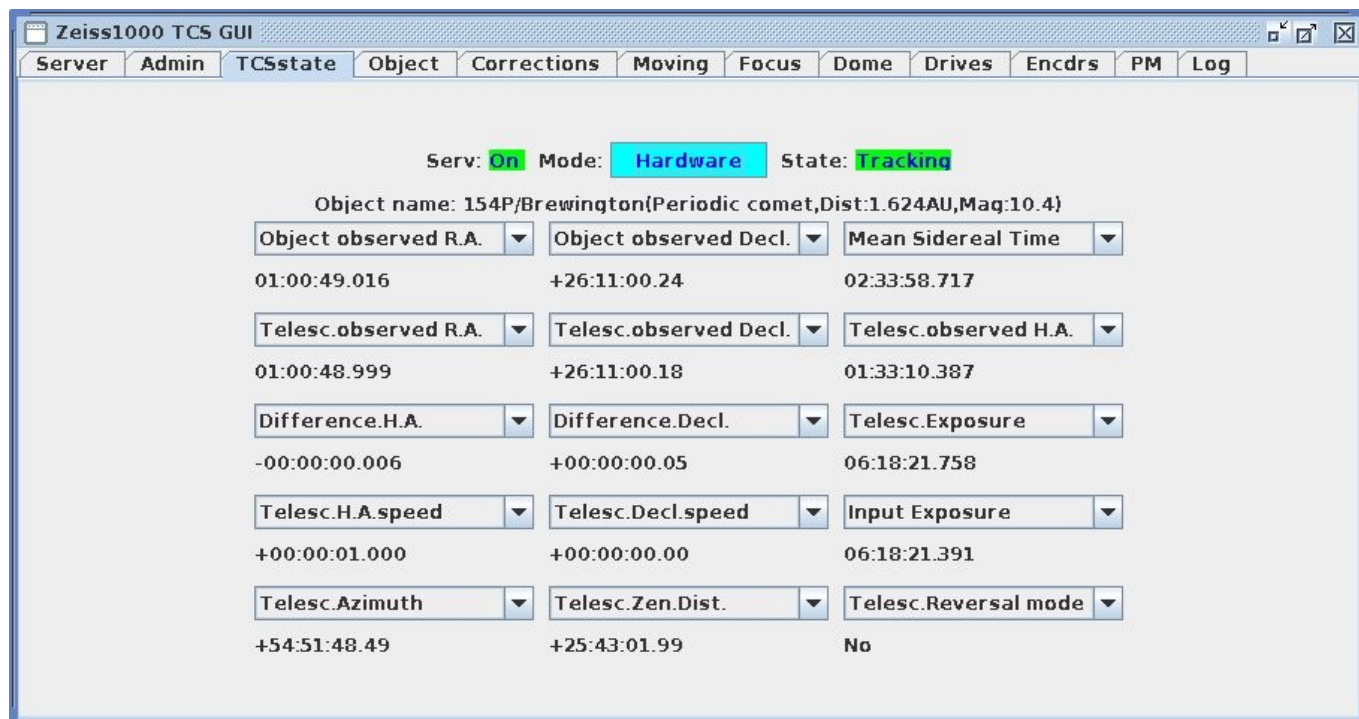 Zeiss1000 TCS GUI
Server Admin TCSstate Object Corrections Moving Focus Dome Drives Encdrs PM Log
Serv: On Mode: Hardware State: Tracking
Object name: 154P/Brewington(Periodic comet,Dist:1.624AU,Mag:10.4)
Object observed R.A. Object observed Decl. Mean Sidereal Time
01:00:49.016 +26:11:00.24 02:33:58.717
Telesc.observed R.A. Telesc.observed Decl. Telesc.observed H.A.
01:00:48.999 +26:11:00.18 01:33:10.387
Difference.H.A. Difference.Decl. Telesc.Exposure
-00:00:00.006 +00:00:00.05 06:18:21.758
Telesc.H.A.speed Telesc.Decl.speed Input Exposure
+00:00:01.000 +00:00:00.00 06:18:21.391
Telesc.Azimuth Telesc.Zen.Dist. Telesc.Reversal mode
+54:51:48.49 +25:43:01.99 No